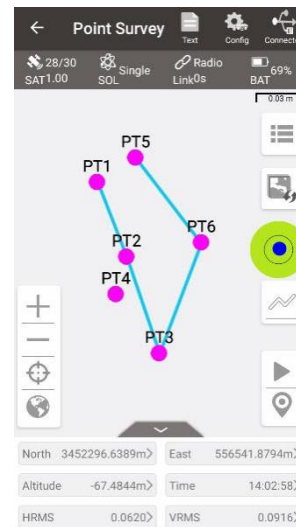 Point Survey
Text
Config
Connect
28/30
SAT1.00
Single
SOL
Radio
Link0s
69%
BAT
0.03 m
PT5
PT1
PT6
PT2
PT4
PT3
North 3452296.6389m> East 556541.8794m>
Altitude -67.4844m> Time 14:02:58>
HRMS 0.0620> VRMS 0.0916>